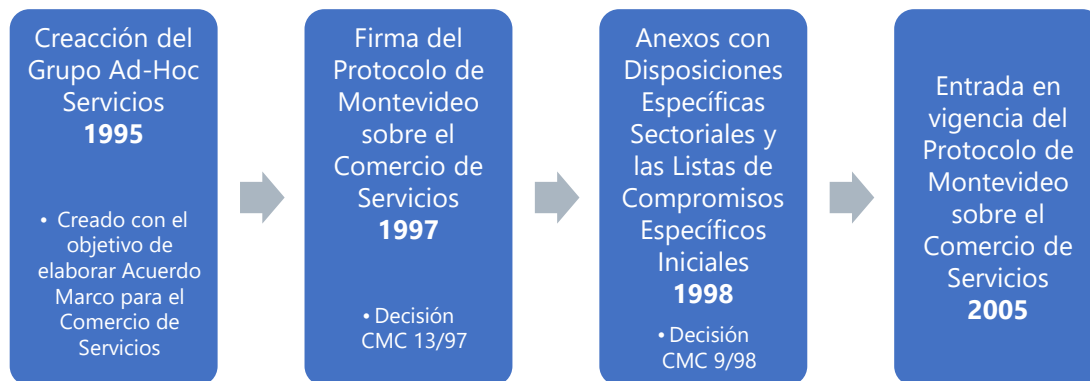 Creacción del
Grupo Ad-Hoc
Servicios
1995
• Creado con el
objetivo de
elaborar Acuerdo
Marco para el
Comercio de
Servicios
Firma del
Protocolo de
Montevideo
sobre el
Comercio de
Servicios
1997
• Decisión
CMC 13/97
Anexos con
Disposiciones
Específicas
Sectoriales y
las Listas de
Compromisos
Específicos
Iniciales
1998
• Decisión
CMC 9/98
Entrada en
vigencia del
Protocolo de
Montevideo
sobre el
Comercio de
Servicios
2005